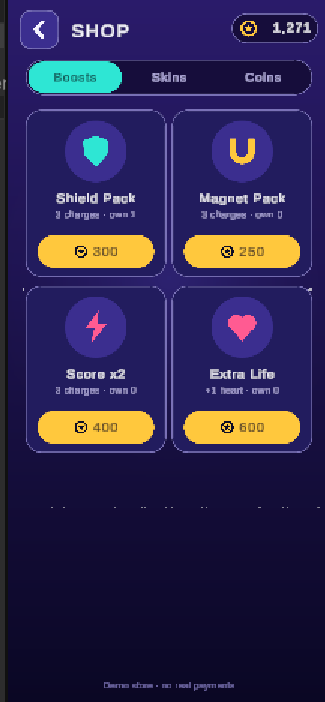 SHOP
1,271
Boosts Skins Coins
Shield Pack
3 charges · own 1
300
Magnet Pack
3 charges · own 0
250
Score x2
3 charges · own 0
400
Extra Life
+1 heart · own 0
600
Demo store · no real payments